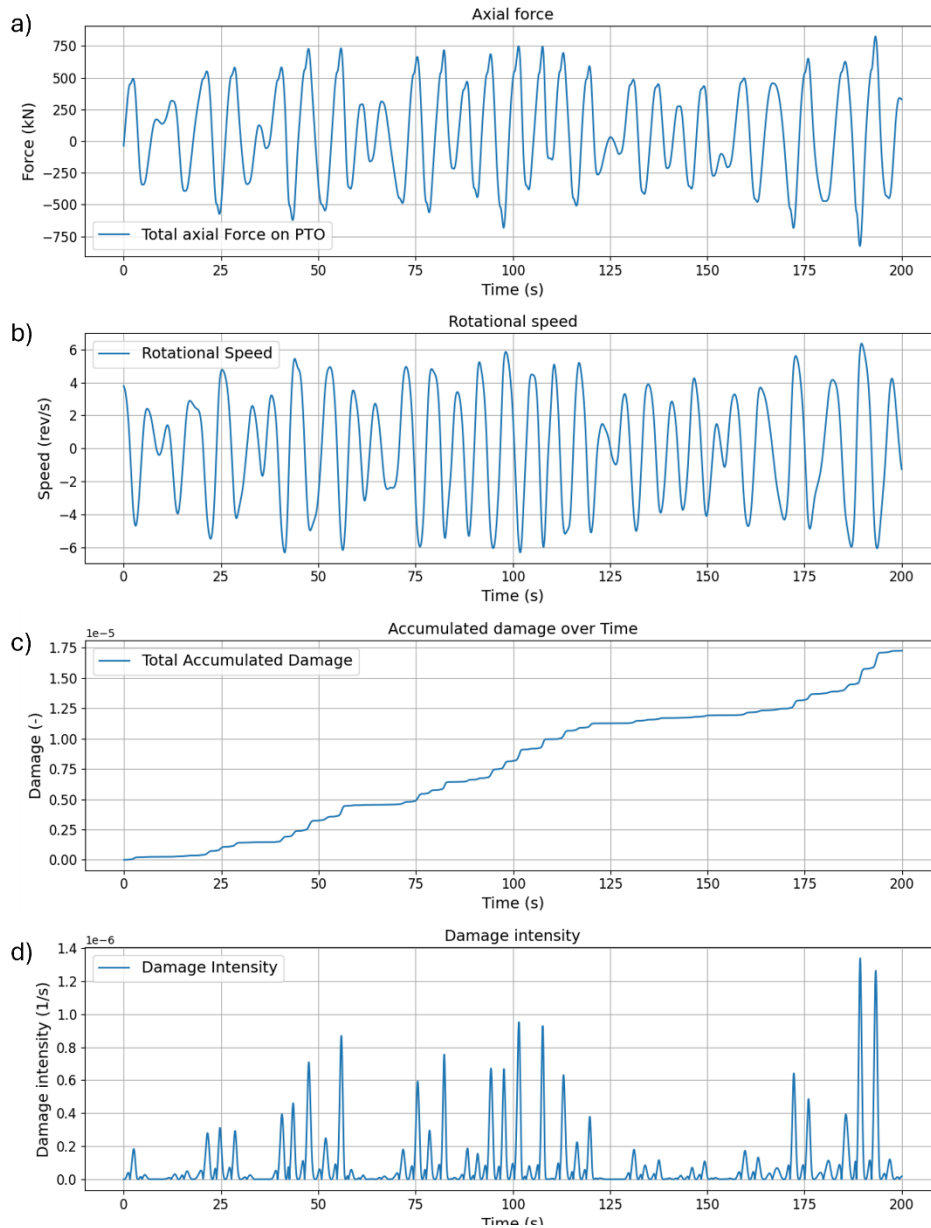 a)
Axial force
750
500
250
0
−250
−500
−750
Force (kN)
Total axial Force on PTO
0 25 50 75 100 125 150 175 200
Time (s)
b)
Rotational speed
6
4
2
0
−2
−4
−6
Speed (rev/s)
Rotational Speed
0 25 50 75 100 125 150 175 200
Time (s)
c)
Accumulated damage over Time
1e−5
1.75
1.50
1.25
1.00
0.75
0.50
0.25
0.00
Damage (-)
Total Accumulated Damage
0 25 50 75 100 125 150 175 200
Time (s)
d)
Damage intensity
1e−6
1.4
1.2
1.0
0.8
0.6
0.4
0.2
0.0
Damage intensity (1/s)
Damage Intensity
0 25 50 75 100 125 150 175 200
Time (s)